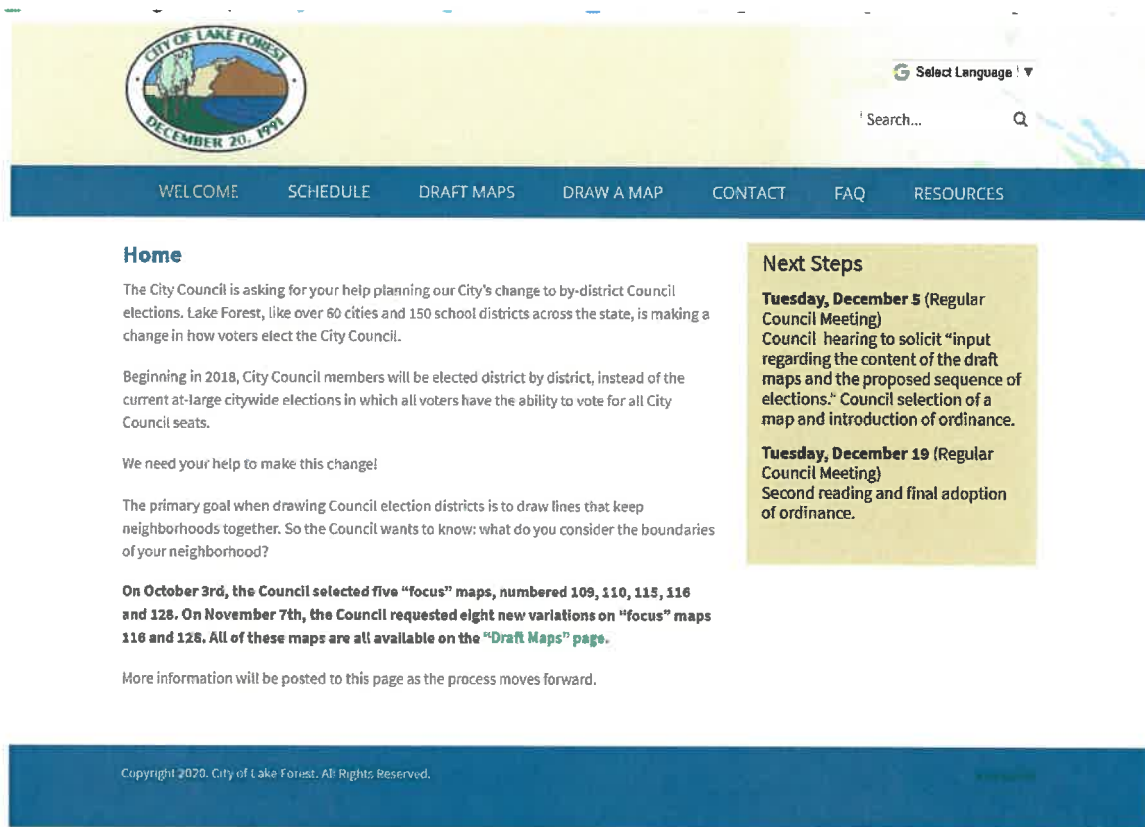 CITY OF LAKE FOREST
DECEMBER 20, 1991
Select Language ▼
Search...
WELCOME SCHEDULE DRAFT MAPS DRAW A MAP CONTACT FAQ RESOURCES
Home
The City Council is asking for your help planning our City's change to by-district Council
elections. Lake Forest, like over 60 cities and 150 school districts across the state, is making a
change in how voters elect the City Council.
Beginning in 2018, City Council members will be elected district by district, instead of the
current at-large citywide elections in which all voters have the ability to vote for all City
Council seats.
We need your help to make this change!
The primary goal when drawing Council election districts is to draw lines that keep
neighborhoods together. So the Council wants to know: what do you consider the boundaries
of your neighborhood?
On October 3rd, the Council selected five "focus" maps, numbered 109, 110, 115, 116
and 128. On November 7th, the Council requested eight new variations on "focus" maps
116 and 128. All of these maps are all available on the "Draft Maps" page.
More information will be posted to this page as the process moves forward.
Next Steps
Tuesday, December 5 (Regular
Council Meeting)
Council hearing to solicit "input
regarding the content of the draft
maps and the proposed sequence of
elections." Council selection of a
map and introduction of ordinance.
Tuesday, December 19 (Regular
Council Meeting)
Second reading and final adoption
of ordinance.
Copyright 2020. City of Lake Forest. All Rights Reserved.